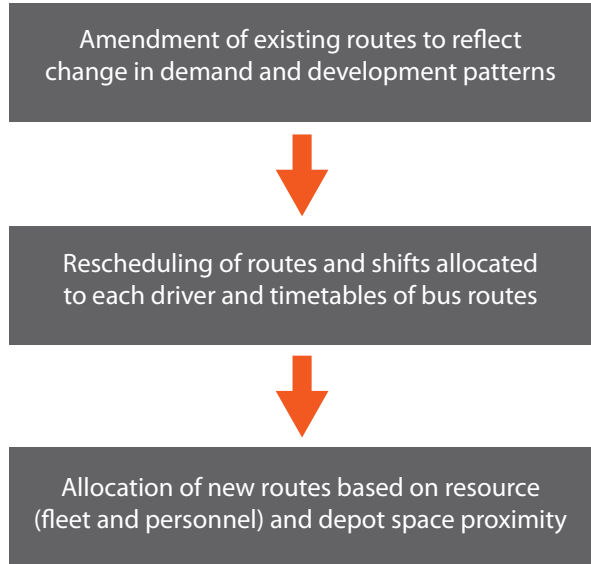 Amendment of existing routes to reflect
change in demand and development patterns
Rescheduling of routes and shifts allocated
to each driver and timetables of bus routes
Allocation of new routes based on resource
(fleet and personnel) and depot space proximity